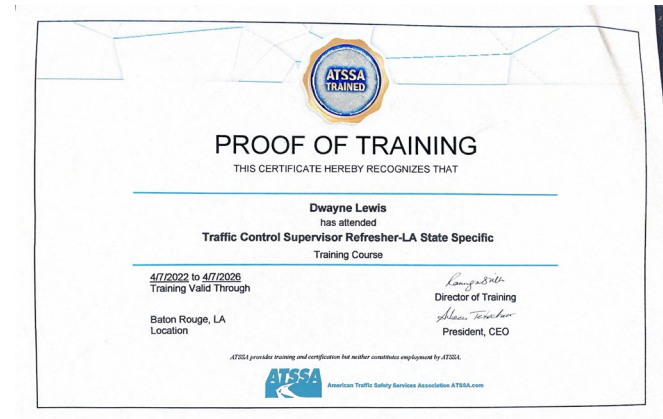 ATSSA
TRAINED
PROOF OF TRAINING
THIS CERTIFICATE HEREBY RECOGNIZES THAT
Dwayne Lewis
has attended
Traffic Control Supervisor Refresher-LA State Specific
Training Course
4/7/2022 to 4/7/2026
Training Valid Through
Director of Training
Baton Rouge, LA
Location
President, CEO
ATSSA provides training and certification but neither constitutes employment by ATSSA.
ATSSA American Traffic Safety Services Association ATSSA.com